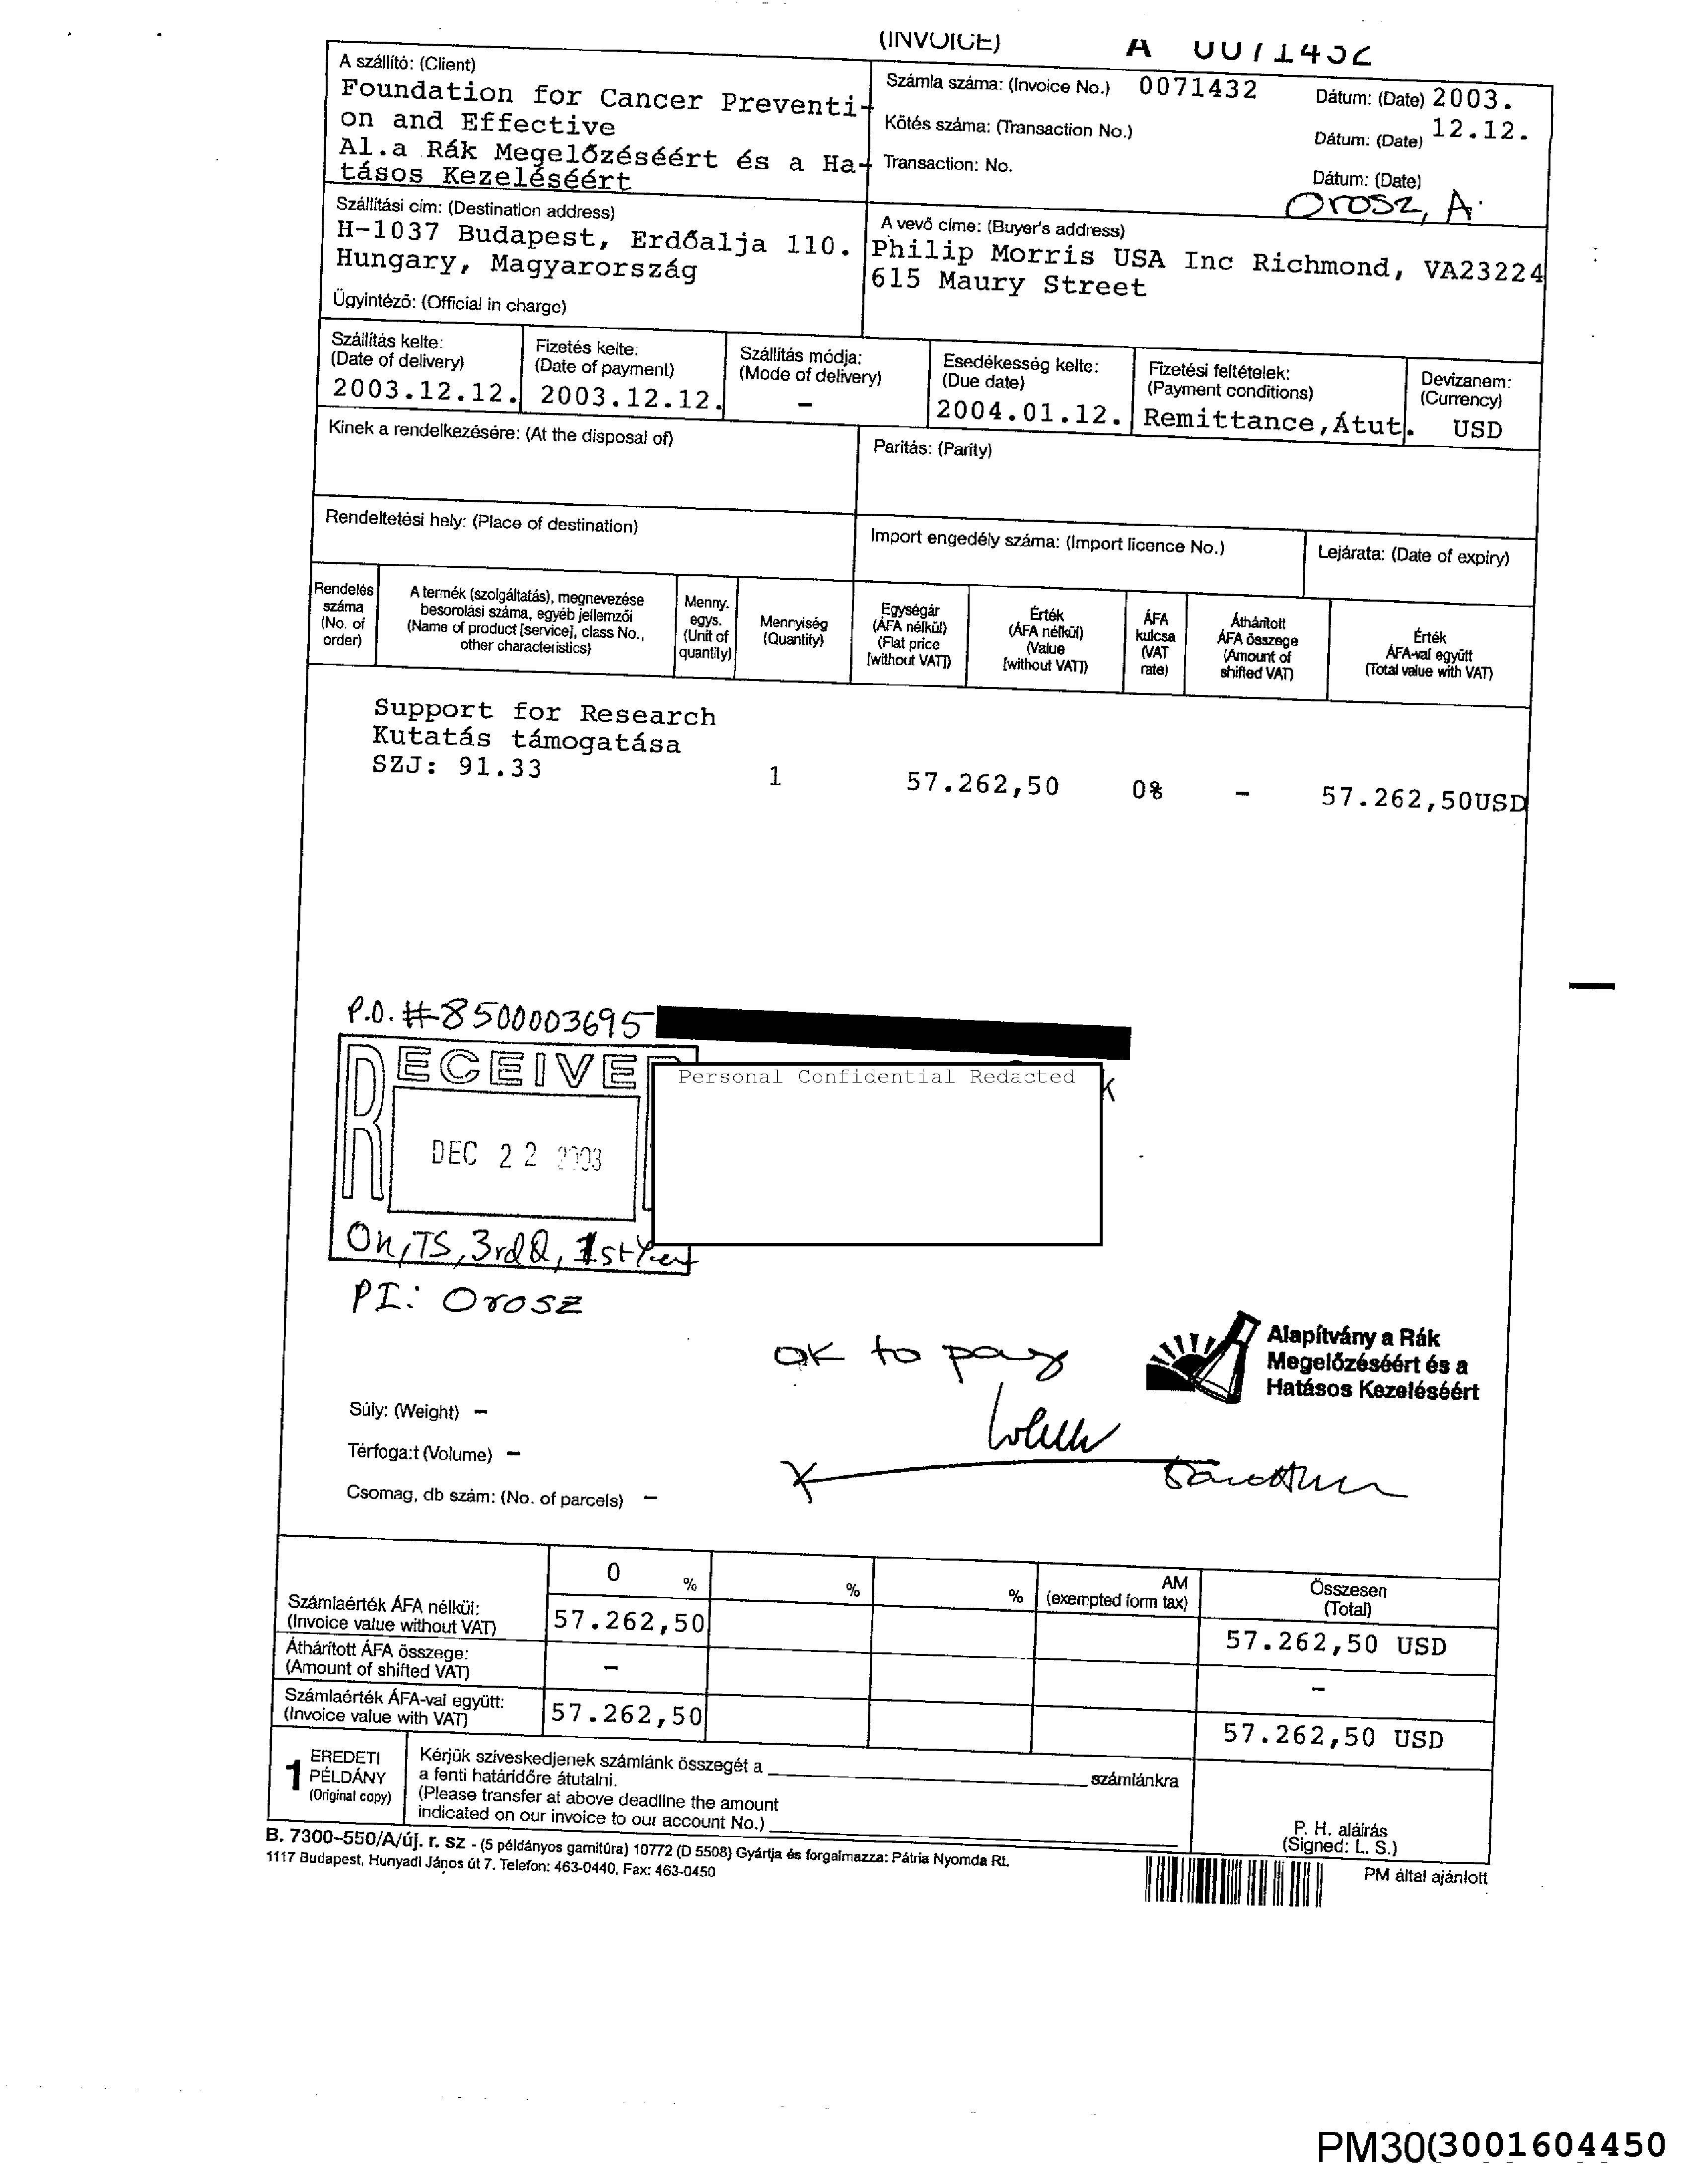 (INVOICE) A 0071432
A szállító: (Client)
Foundation for Cancer Preventi-
on and Effective
Al.a Rák Megelőzéséért és a Ha-
tásos Kezeléséért
Számla száma: (Invoice No.) 0071432
Dátum: (Date) 2003.
Kötés száma: (Transaction No.)
Dátum: (Date) 12.12.
Transaction: No.
Dátum: (Date)
Orosz, A.
Szállítási cím: (Destination address)
H-1037 Budapest, Erdőalja 110.
Hungary, Magyarország
Ügyintéző: (Official in charge)
A vevő címe: (Buyer's address)
Philip Morris USA Inc Richmond, VA23224
615 Maury Street
Szállítás kelte:
(Date of delivery)
2003.12.12.
Fizetés kelte:
(Date of payment)
2003.12.12.
Szállítás módja:
(Mode of delivery)
-
Esedékesség kelte:
(Due date)
2004.01.12.
Fizetési feltételek:
(Payment conditions)
Remittance,Átut.
Devizanem:
(Currency)
USD
Kinek a rendelkezésére: (At the disposal of)
Paritás: (Parity)
Rendeltetési hely: (Place of destination)
Import engedély száma: (Import licence No.)
Lejárata: (Date of expiry)
Rendelés
száma
(No. of
order)
A termék (szolgáltatás), megnevezése
besorolási száma, egyéb jellemzői
(Name of product [service], class No.,
other characteristics)
Menny.
egys.
(Unit of
quantity)
Mennyiség
(Quantity)
Egységár
(ÁFA nélkül)
(Flat price
[without VAT])
Érték
(ÁFA nélkül)
(Value
[without VAT])
ÁFA
kulcsa
(VAT
rate)
Áthárított
ÁFA összege
(Amount of
shifted VAT)
Érték
ÁFA-val együtt
(Total value with VAT)
Support for Research
Kutatás támogatása
SZJ: 91.33 1 57.262,50 0% - 57.262,50USD
P.O. #8500003695
RECEIVE
Personal Confidential Redacted
DEC 22 2003
On, TS, 3rd Q, 1st Year
PI: Orosz
ok to pay
Alapítvány a Rák
Megelőzéséért és a
Hatásos Kezeléséért
Súly: (Weight) -
Térfoga:t (Volume) -
Csomag, db szám: (No. of parcels) -
0 % % % AM
(exempted form tax)
Összesen
(Total)
Számlaérték ÁFA nélkül:
(Invoice value without VAT) 57.262,50 57.262,50 USD
Áthárított ÁFA összege:
(Amount of shifted VAT) - -
Számlaérték ÁFA-val együtt:
(Invoice value with VAT) 57.262,50 57.262,50 USD
1 EREDETI
PÉLDÁNY
(Original copy)
Kérjük szíveskedjenek számlánk összegét a
számlánkra
a fenti határidőre átutalni.
(Please transfer at above deadline the amount
indicated on our invoice to our account No.)
P. H. aláírás
(Signed: L. S.)
B. 7300-550/A/új. r. sz - (5 példányos garnitúra) 10772 (D 5508) Gyártja és forgalmazza: Pátria Nyomda Rt.
1117 Budapest, Hunyadi János út 7. Telefon: 463-0440, Fax: 463-0450
PM által ajánlott
PM30(3001604450